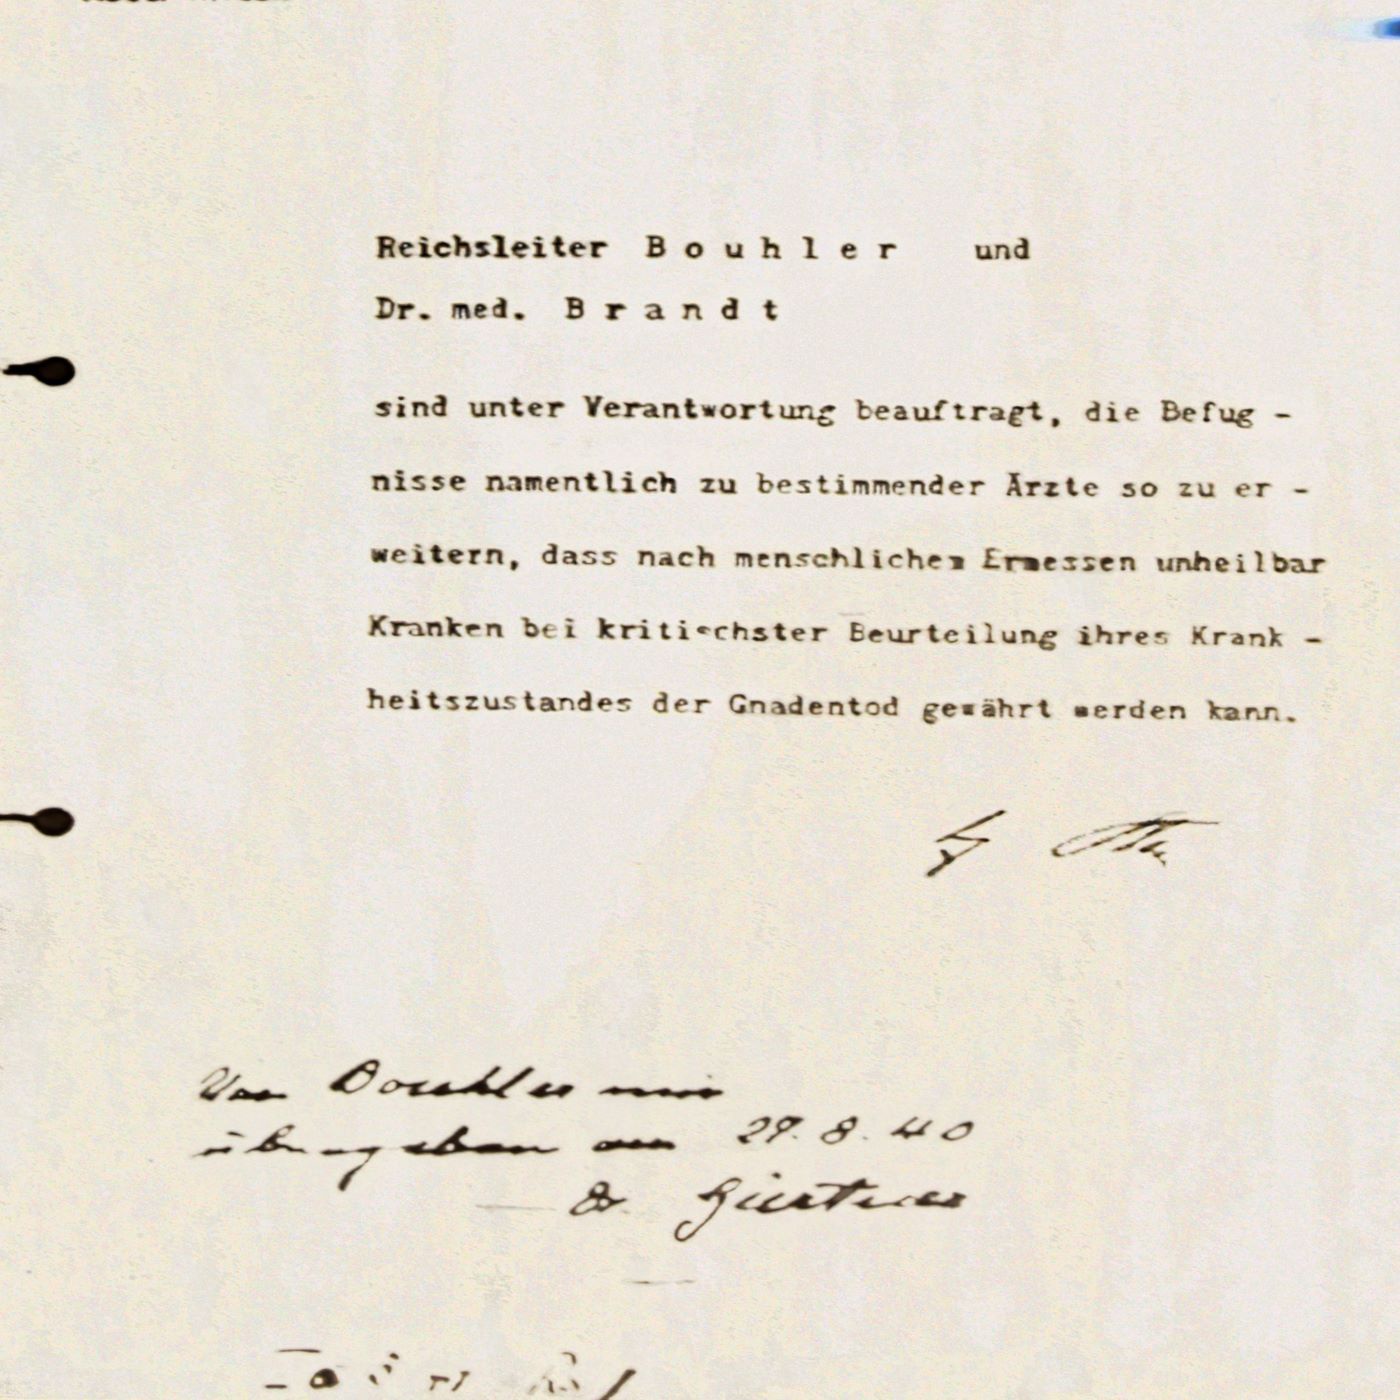 Reichsleiter Bouhler und
Dr. med. Brandt
sind unter Verantwortung beauftragt, die Befug -
nisse namentlich zu bestimmender Ärzte so zu er -
weitern, dass nach menschlichem Ermessen unheilbar
Kranken bei kritischster Beurteilung ihres Krank -
heitszustandes der Gnadentod gewährt werden kann.
Von Bouhler mir
übergeben am 29. 8. 40
Dr Gürtner